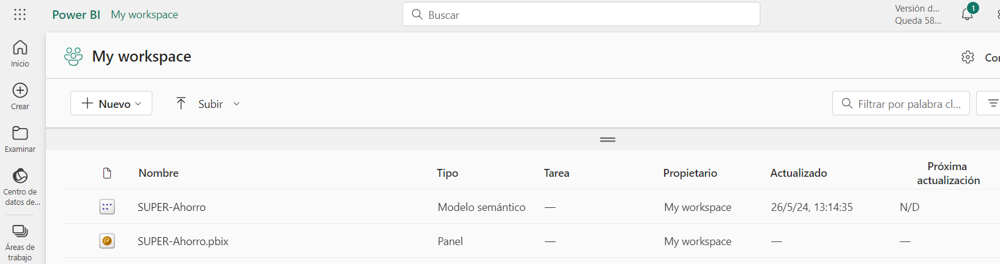 Power BI My workspace
Buscar
Versión d...
Queda 58...
1
Inicio
Crear
Examinar
Centro de
datos de...
Áreas de
trabajo
My workspace
Nuevo Subir
Filtrar por palabra cl...
Nombre Tipo Tarea Propietario Actualizado Próxima
actualización
SUPER-Ahorro Modelo semántico — My workspace 26/5/24, 13:14:35 N/D
SUPER-Ahorro.pbix Panel — My workspace — —